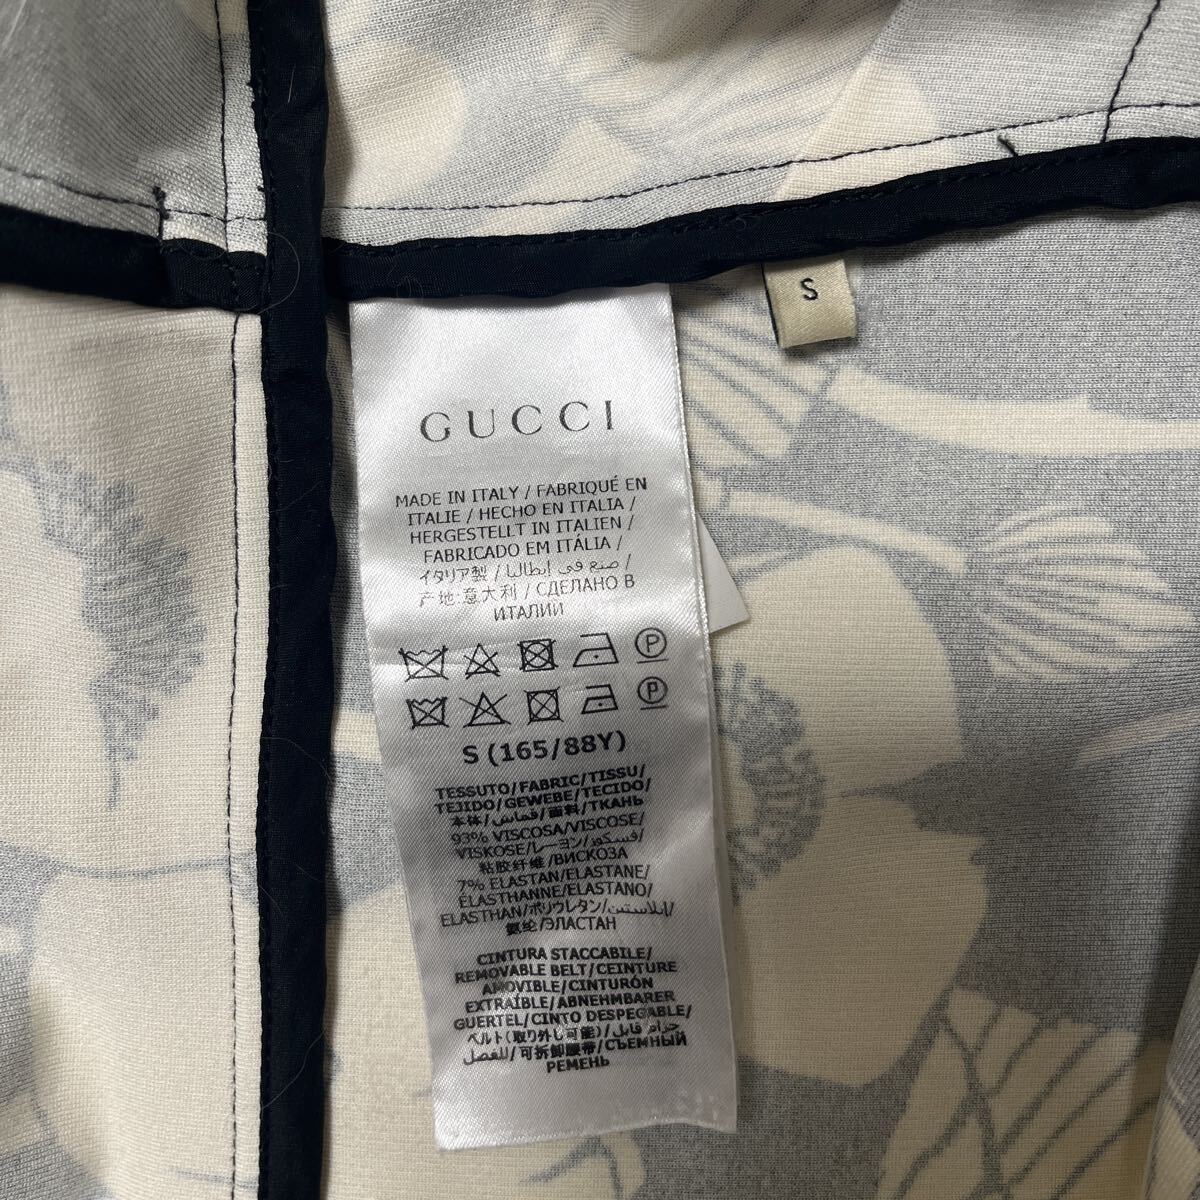 S
GUCCI
MADE IN ITALY / FABRIQUÉ EN
ITALIE / HECHO EN ITALIA /
HERGESTELLT IN ITALIEN /
FABRICADO EM ITÁLIA /
イタリア製 / صنع في إيطاليا /
产地:意大利 / СДЕЛАНО В
ИТАЛИИ
P
P
S (165/88Y)
TESSUTO/FABRIC/TISSU/
TEJIDO/GEWEBE/TECIDO/
本体/قماش/面料/ТКАНЬ
93% VISCOSA/VISCOSE/
VISKOSE/レーヨン/فسكوز/
粘胶纤维/ВИСКОЗА
7% ELASTAN/ELASTANE/
ÉLASTHANNE/ELASTANO/
ELASTHAN/ポリウレタン/إيلاستين/
氨纶/ЭЛАСТАН
CINTURA STACCABILE/
REMOVABLE BELT/CEINTURE
AMOVIBLE/CINTURÓN
EXTRAÍBLE/ABNEHMBARER
GUERTEL/CINTO DESPEGABLE/
ベルト(取り外し可能)/حزام قابل
للفصل/可拆卸腰带/СЪЕМНЫЙ
РЕМЕНЬ